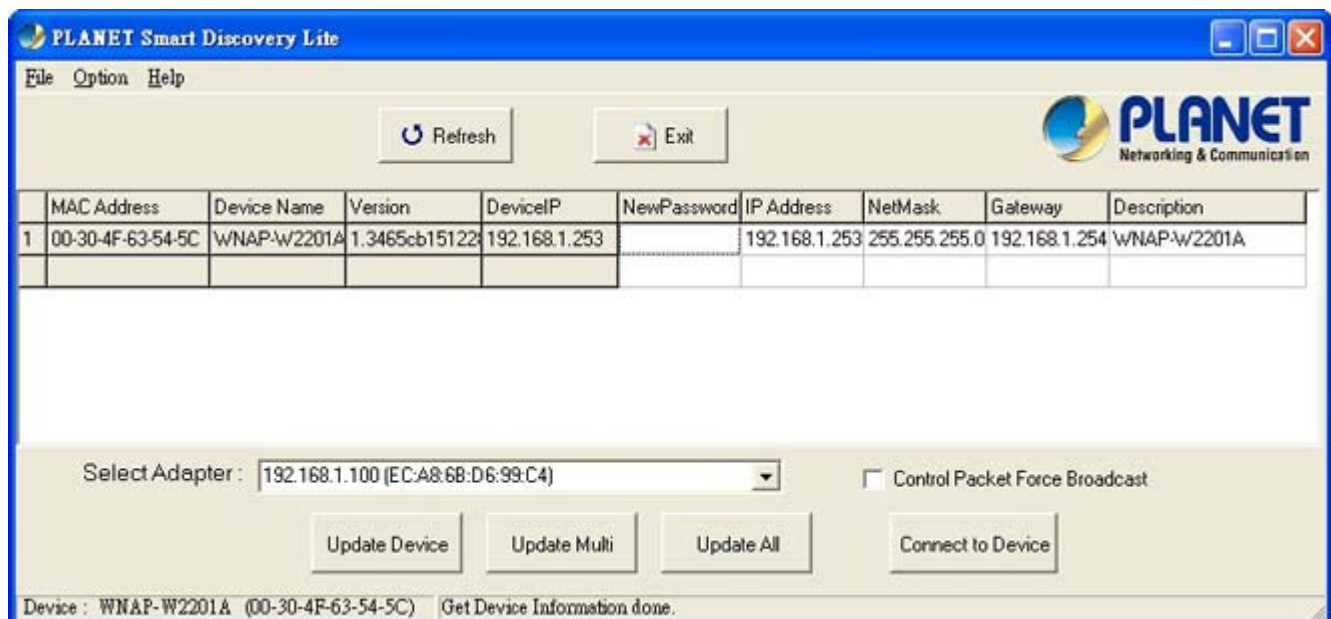 PLANET Smart Discovery Lite
File Option Help
Refresh Exit
PLANET
Networking & Communication
MAC Address Device Name Version DeviceIP NewPassword IP Address NetMask Gateway Description
1 00-30-4F-63-54-5C WNAP-W2201A 1.3465cb15122 192.168.1.253 192.168.1.253 255.255.255.0 192.168.1.254 WNAP-W2201A
Select Adapter : 192.168.1.100 (EC:A8:6B:D6:99:C4) Control Packet Force Broadcast
Update Device Update Multi Update All Connect to Device
Device : WNAP-W2201A (00-30-4F-63-54-5C) Get Device Information done.